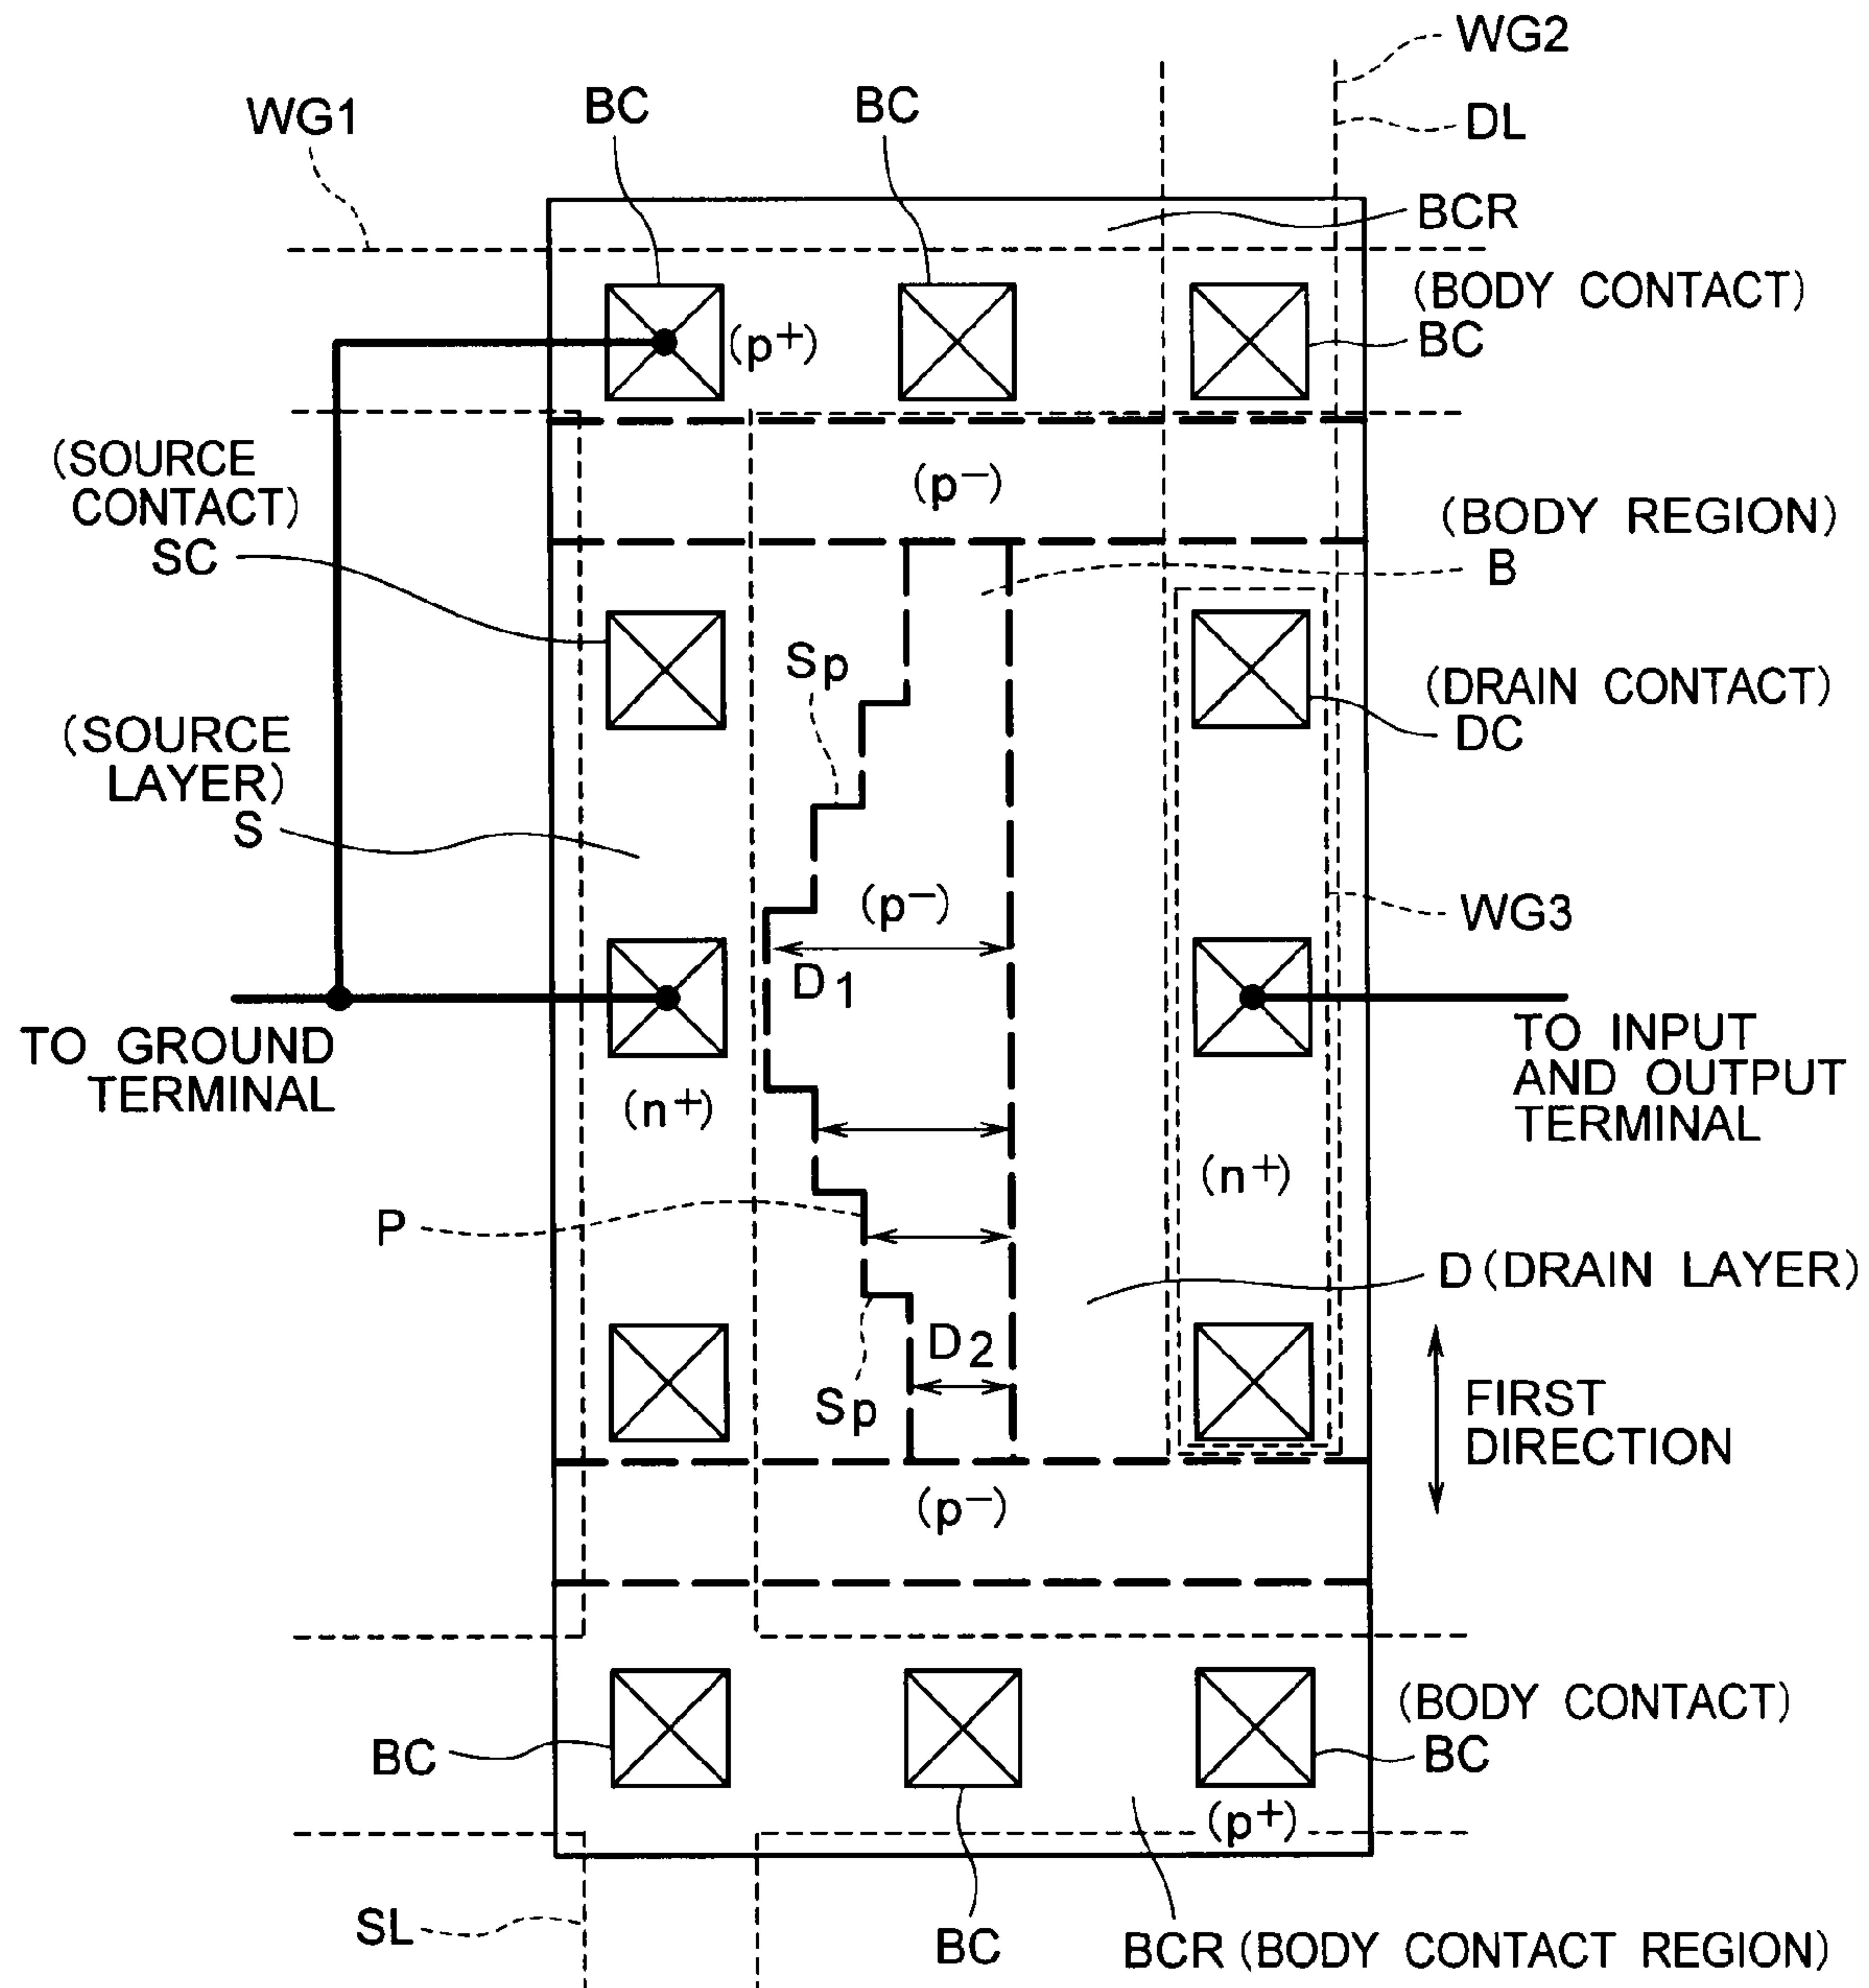 WG2
BC
BC
WG1
DL
BCR
(BODY CONTACT)
BC
(p+)
(SOURCE
CONTACT)
SC
(p−)
(BODY REGION)
B
Sp
(DRAIN CONTACT)
DC
(SOURCE
LAYER)
S
(p−)
WG3
D1
TO GROUND
TERMINAL
TO INPUT
AND OUTPUT
TERMINAL
(n+)
(n+)
P
D (DRAIN LAYER)
D2
Sp
FIRST
DIRECTION
(p−)
(BODY CONTACT)
BC
BC
(p+)
SL
BC
BCR (BODY CONTACT REGION)